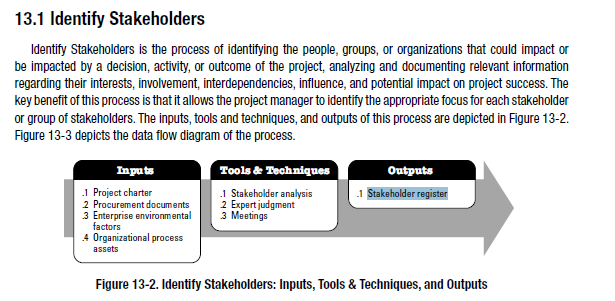 13.1 Identify Stakeholders
Identify Stakeholders is the process of identifying the people, groups, or organizations that could impact or
be impacted by a decision, activity, or outcome of the project, analyzing and documenting relevant information
regarding their interests, involvement, interdependencies, influence, and potential impact on project success. The
key benefit of this process is that it allows the project manager to identify the appropriate focus for each stakeholder
or group of stakeholders. The inputs, tools and techniques, and outputs of this process are depicted in Figure 13-2.
Figure 13-3 depicts the data flow diagram of the process.
Inputs
.1 Project charter
.2 Procurement documents
.3 Enterprise environmental
factors
.4 Organizational process
assets
Tools & Techniques
.1 Stakeholder analysis
.2 Expert judgment
.3 Meetings
Outputs
.1 Stakeholder register
Figure 13-2. Identify Stakeholders: Inputs, Tools & Techniques, and Outputs